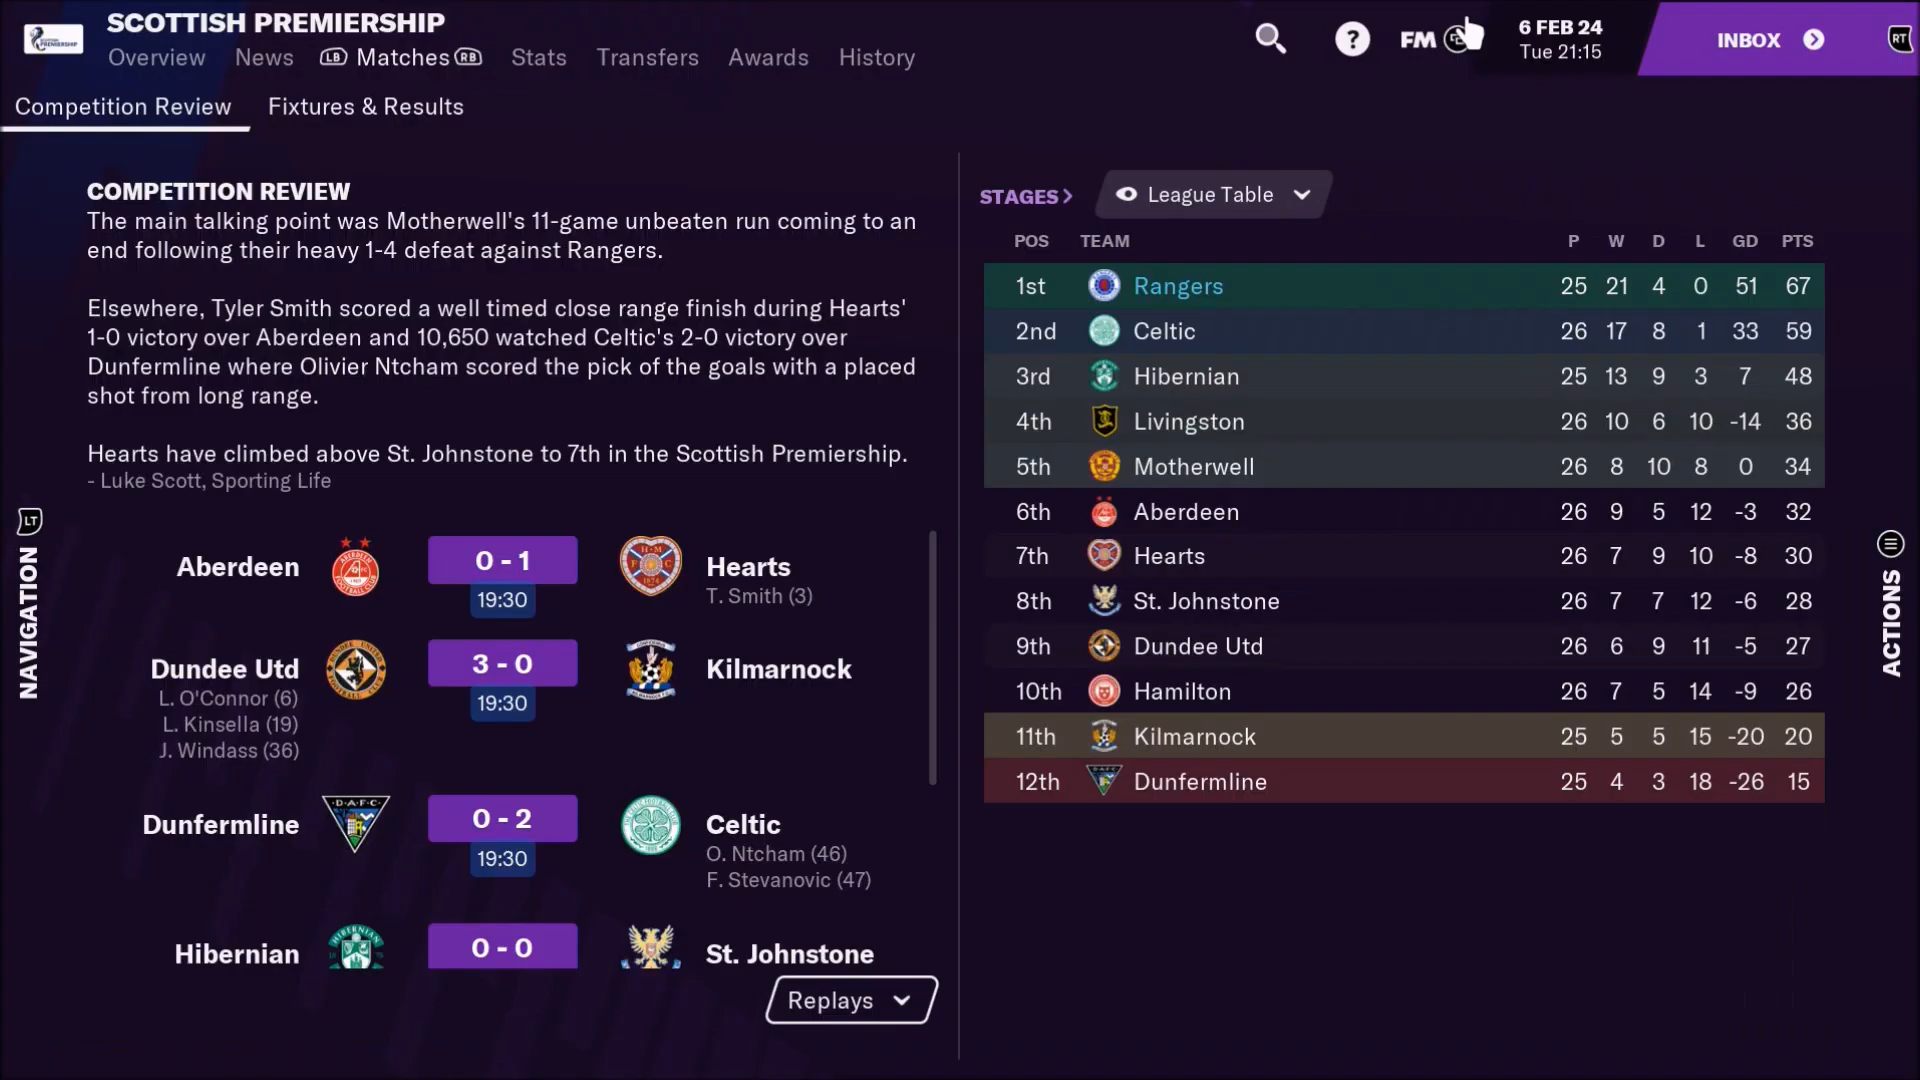 SCOTTISH PREMIERSHIP
Overview News LB Matches RB Stats Transfers Awards History
FM
6 FEB 24
Tue 21:15
INBOX
RT
Competition Review Fixtures & Results
COMPETITION REVIEW
The main talking point was Motherwell's 11-game unbeaten run coming to an
end following their heavy 1-4 defeat against Rangers.
Elsewhere, Tyler Smith scored a well timed close range finish during Hearts'
1-0 victory over Aberdeen and 10,650 watched Celtic's 2-0 victory over
Dunfermline where Olivier Ntcham scored the pick of the goals with a placed
shot from long range.
Hearts have climbed above St. Johnstone to 7th in the Scottish Premiership.
- Luke Scott, Sporting Life
LT
NAVIGATION
Aberdeen 0 - 1 Hearts
19:30 T. Smith (3)
Dundee Utd 3 - 0 Kilmarnock
L. O'Connor (6) 19:30
L. Kinsella (19)
J. Windass (36)
Dunfermline 0 - 2 Celtic
19:30 O. Ntcham (46)
F. Stevanovic (47)
Hibernian 0 - 0 St. Johnstone
Replays
STAGES League Table
POS TEAM P W D L GD PTS
1st Rangers 25 21 4 0 51 67
2nd Celtic 26 17 8 1 33 59
3rd Hibernian 25 13 9 3 7 48
4th Livingston 26 10 6 10 -14 36
5th Motherwell 26 8 10 8 0 34
6th Aberdeen 26 9 5 12 -3 32
7th Hearts 26 7 9 10 -8 30
8th St. Johnstone 26 7 7 12 -6 28
9th Dundee Utd 26 6 9 11 -5 27
10th Hamilton 26 7 5 14 -9 26
11th Kilmarnock 25 5 5 15 -20 20
12th Dunfermline 25 4 3 18 -26 15
ACTIONS